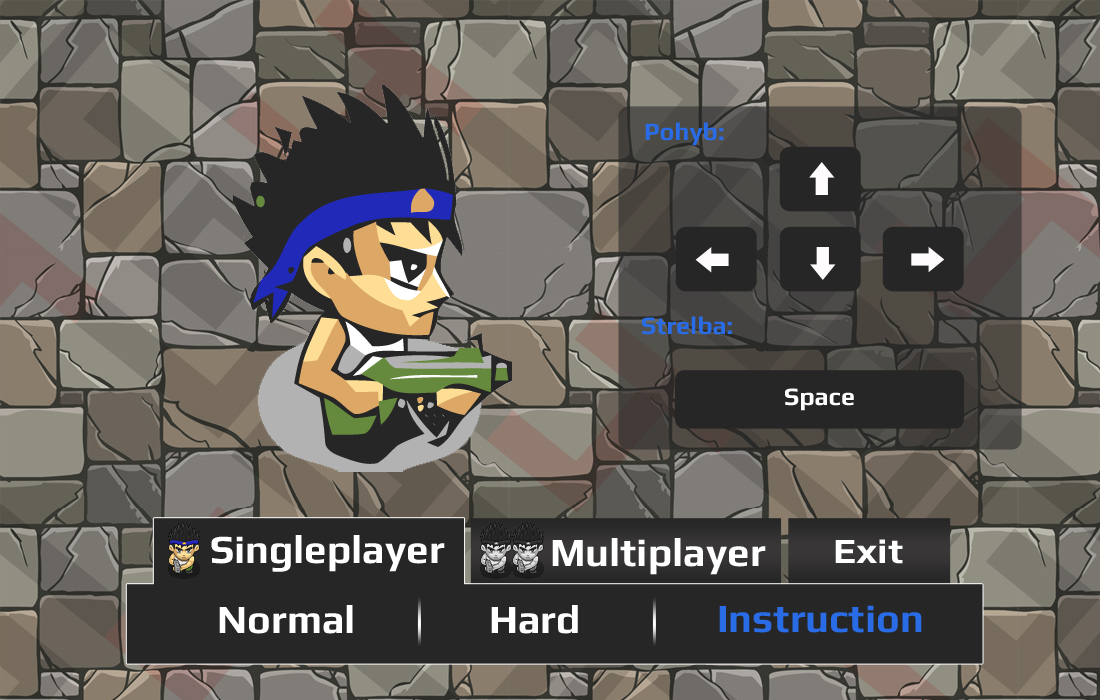 Pohyb:
Strelba:
Space
Singleplayer Multiplayer Exit
Normal Hard Instruction